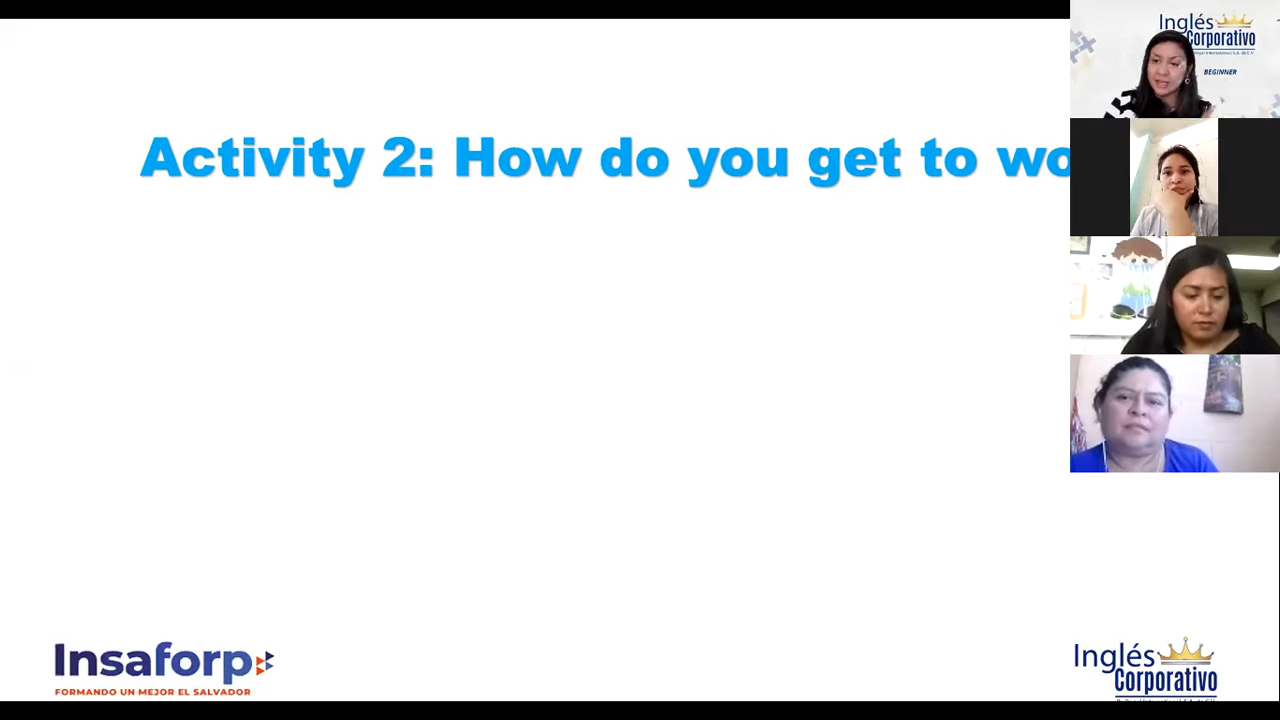 Inglés
Corporativo
BEGINNER
Activity 2: How do you get to wo
Insaforp
FORMANDO UN MEJOR EL SALVADOR
Inglés
Corporativo